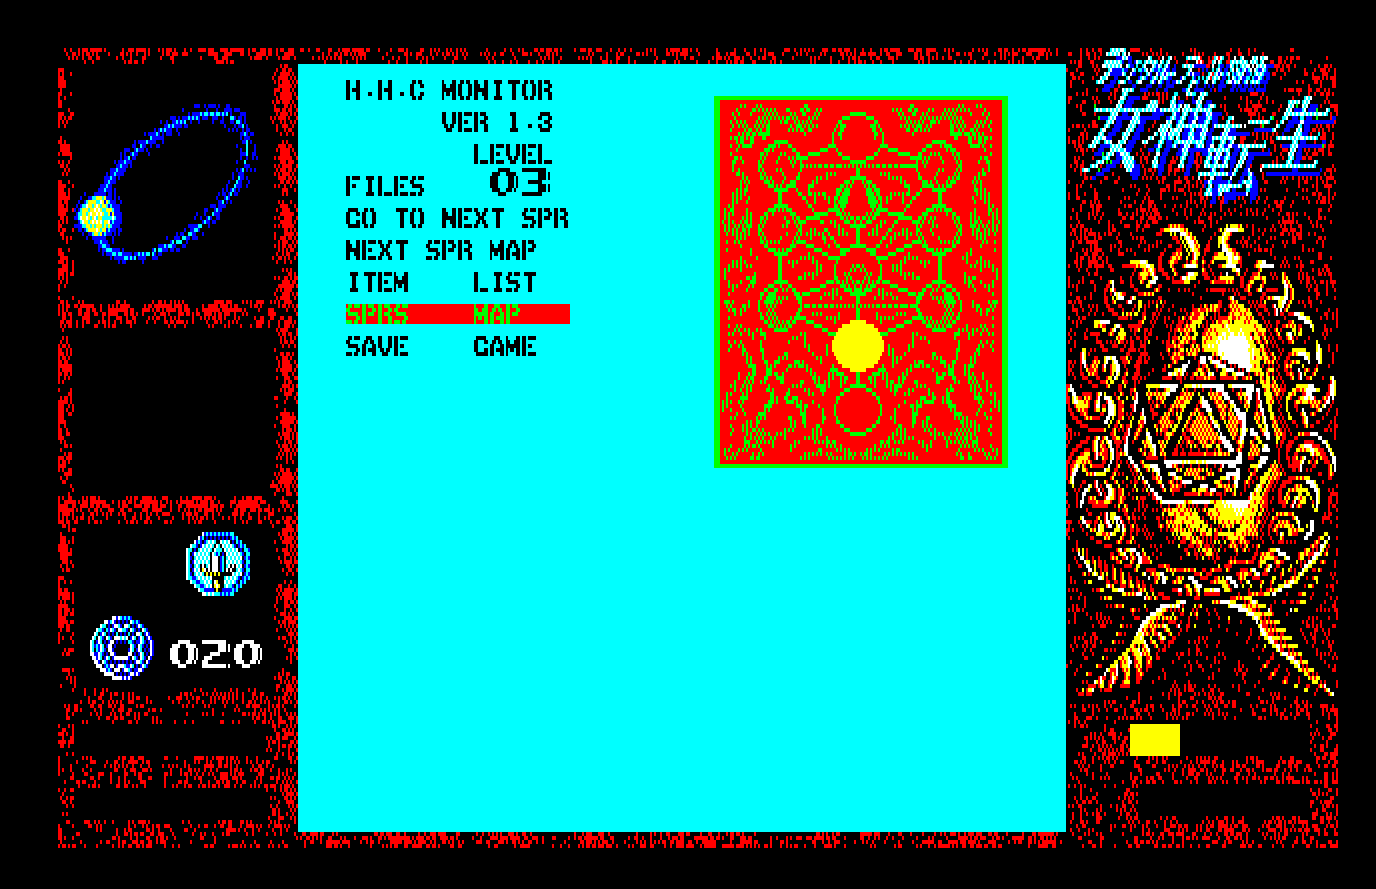 H.H.C MONITOR
VER 1.3
LEVEL
FILES 03
GO TO NEXT SPR
NEXT SPR MAP
ITEM LIST
SPRS MAP
SAVE GAME
020
デジタル・デビル物語
女神転生